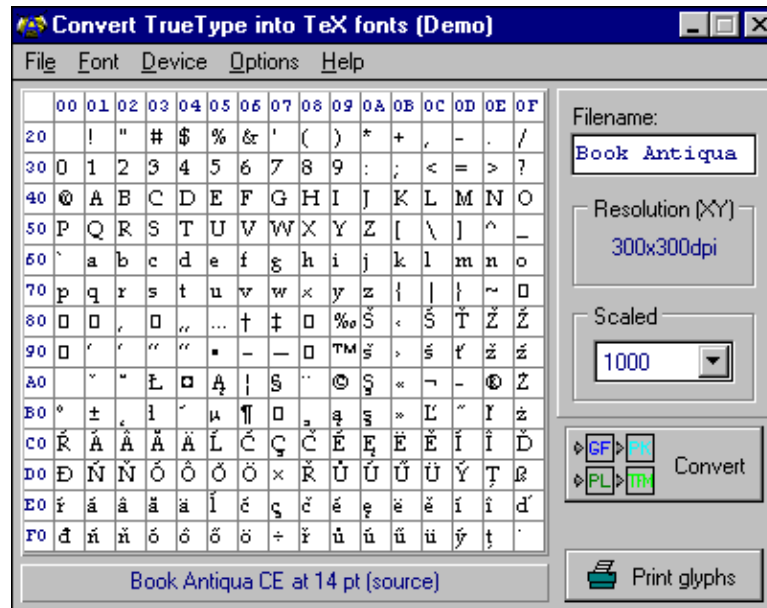 Convert TrueType into TeX fonts (Demo)
File Font Device Options Help
00 01 02 03 04 05 06 07 08 09 0A 0B 0C 0D 0E 0F
20 ! " # $ % & ' ( ) * + , - . /
30 0 1 2 3 4 5 6 7 8 9 : ; < = > ?
40 @ A B C D E F G H I J K L M N O
50 P Q R S T U V W X Y Z [ \ ] ^ _
60 ` a b c d e f g h i j k l m n o
70 p q r s t u v w x y z { | } ~ □
80 □ □ ‚ □ „ … † ‡ □ ‰ Š ‹ Ś Ť Ž Ź
90 □ ‘ ’ “ ” • – — □ ™ š › ś ť ž ź
A0 ˇ ˘ Ł ¤ Ą ¦ § ¨ © Ş « ¬ - ® Ż
B0 ° ± ˛ ł ´ µ ¶ □ ¸ ą ş » Ľ ˝ ľ ż
C0 Ŕ Á Â Ă Ä Ĺ Ć Ç Č É Ę Ë Ě Í Î Ď
D0 Đ Ń Ň Ó Ô Ő Ö × Ř Ů Ú Ű Ü Ý Ţ ß
E0 ŕ á â ă ä ĺ ć ç č é ę ë ě í î ď
F0 đ ń ň ó ô ő ö ÷ ř ů ú ű ü ý ţ ˙
Book Antiqua CE at 14 pt (source)
Filename:
Book Antiqua
Resolution (XY)
300x300dpi
Scaled
1000
GF PK
PL TFM
Convert
Print glyphs